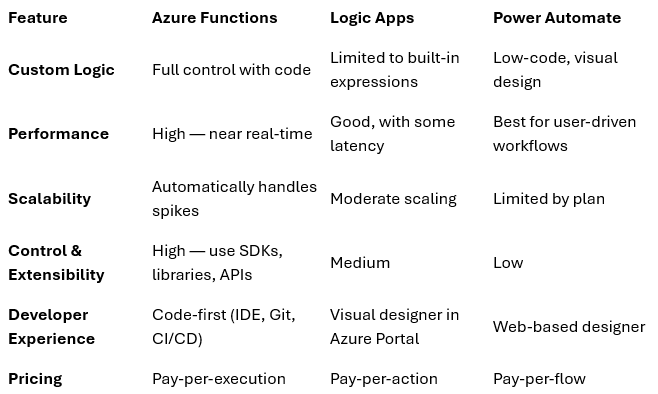 Feature Azure Functions Logic Apps Power Automate
Custom Logic Full control with code Limited to built-in expressions Low-code, visual design
Performance High — near real-time Good, with some latency Best for user-driven workflows
Scalability Automatically handles spikes Moderate scaling Limited by plan
Control & Extensibility High — use SDKs, libraries, APIs Medium Low
Developer Experience Code-first (IDE, Git, CI/CD) Visual designer in Azure Portal Web-based designer
Pricing Pay-per-execution Pay-per-action Pay-per-flow